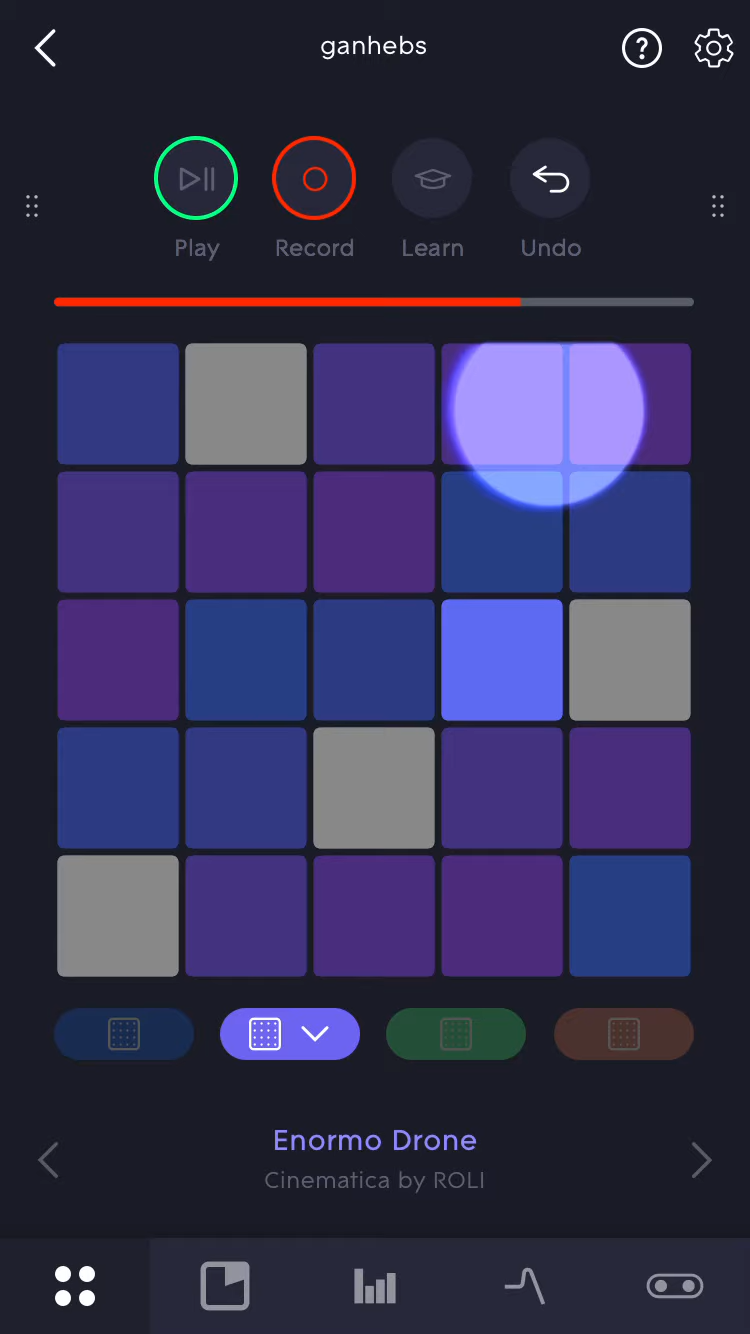 ganhebs
?
Play Record Learn Undo
Enormo Drone
Cinematica by ROLI